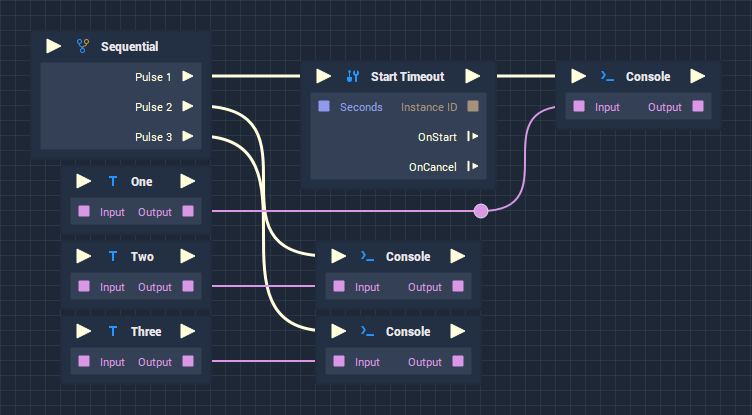 Sequential
Pulse 1
Pulse 2
Pulse 3
Start Timeout
Seconds Instance ID
OnStart
OnCancel
Console
Input Output
T One
Input Output
T Two
Input Output
Console
Input Output
T Three
Input Output
Console
Input Output